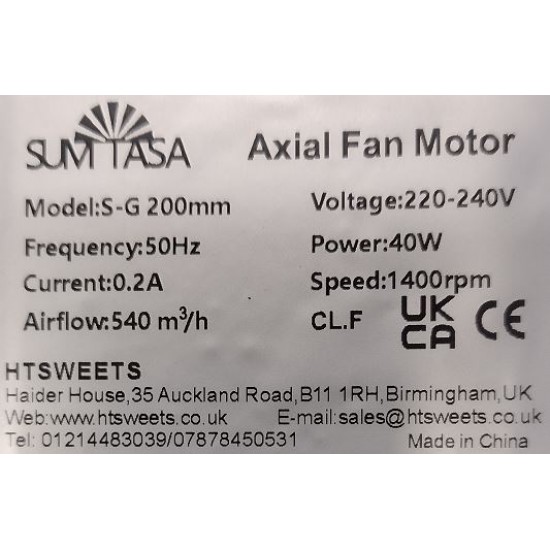 SUMTASA Axial Fan Motor
Model:S-G 200mm Voltage:220-240V
Frequency:50Hz Power:40W
Current:0.2A Speed:1400rpm
Airflow:540 m³/h CL.F UK CA CE
HTSWEETS
Haider House,35 Auckland Road,B11 1RH,Birmingham,UK
Web:www.htsweets.co.uk E-mail:sales@htsweets.co.uk
Tel: 01214483039/07878450531 Made in China